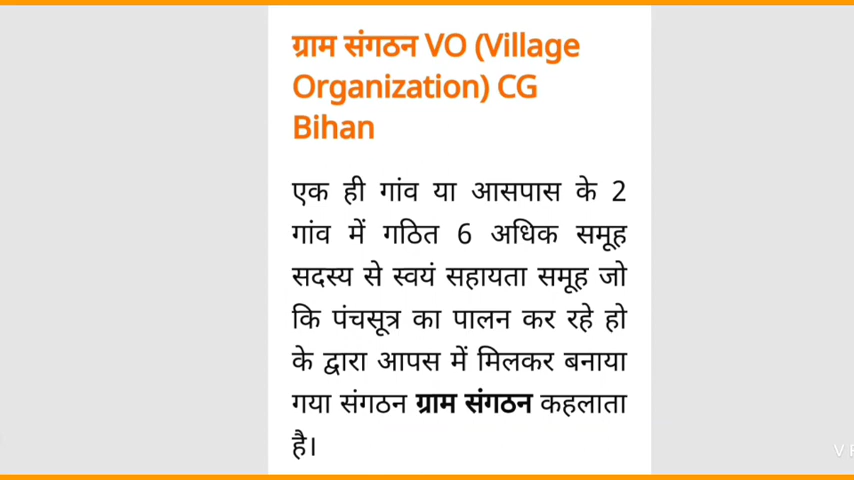 ग्राम संगठन VO (Village
Organization) CG
Bihan
एक ही गांव या आसपास के 2
गांव में गठित 6 अधिक समूह
सदस्य से स्वयं सहायता समूह जो
कि पंचसूत्र का पालन कर रहे हो
के द्वारा आपस में मिलकर बनाया
गया संगठन ग्राम संगठन कहलाता
है।